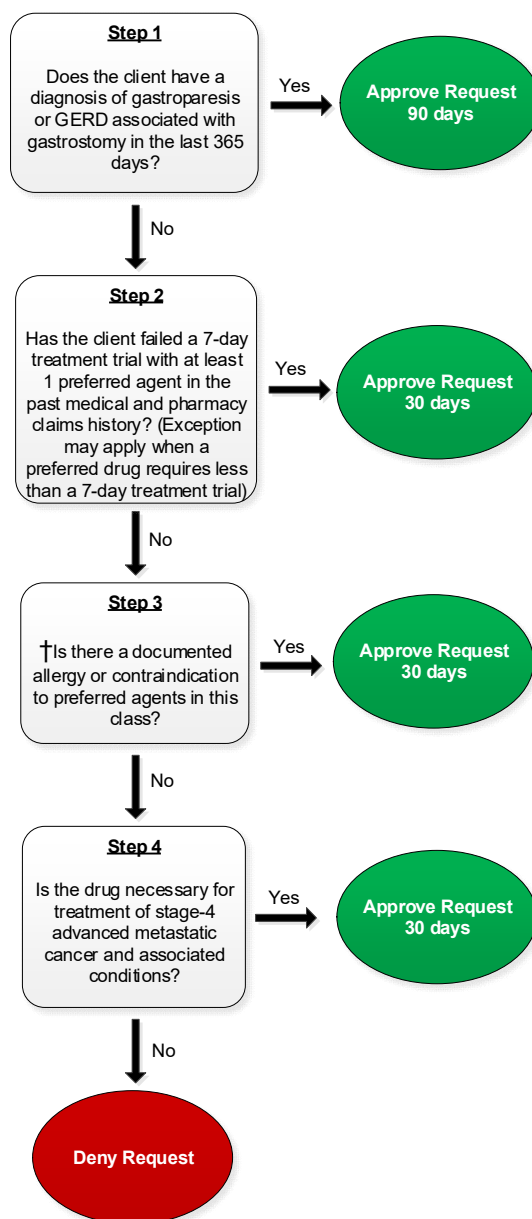 Step 1
Does the client have a
diagnosis of gastroparesis
or GERD associated with
gastrostomy in the last 365
days?
Yes
Approve Request
90 days
No
Step 2
Has the client failed a 7-day
treatment trial with at least
1 preferred agent in the
past medical and pharmacy
claims history? (Exception
may apply when a
preferred drug requires less
than a 7-day treatment trial)
Yes
Approve Request
30 days
No
Step 3
†Is there a documented
allergy or contraindication
to preferred agents in this
class?
Yes
Approve Request
30 days
No
Step 4
Is the drug necessary for
treatment of stage-4
advanced metastatic
cancer and associated
conditions?
Yes
Approve Request
30 days
No
Deny Request